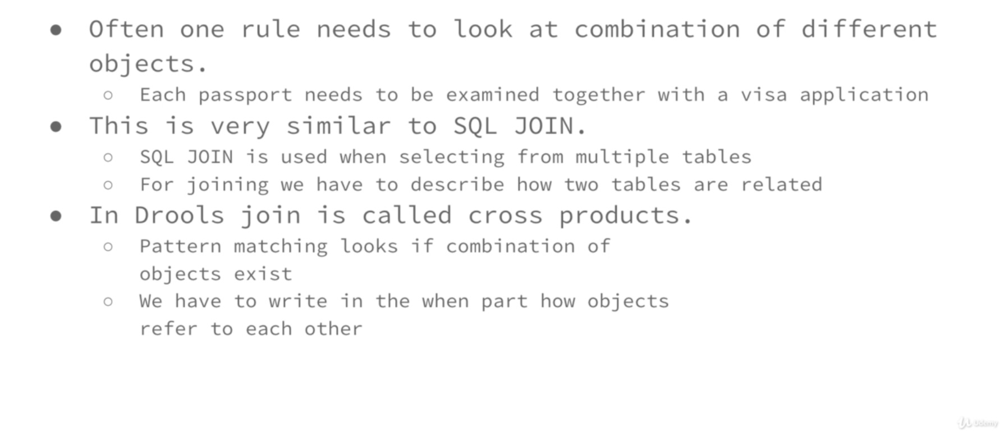 ● Often one rule needs to look at combination of different
objects.
○ Each passport needs to be examined together with a visa application
● This is very similar to SQL JOIN.
○ SQL JOIN is used when selecting from multiple tables
○ For joining we have to describe how two tables are related
● In Drools join is called cross products.
○ Pattern matching looks if combination of
objects exist
○ We have to write in the when part how objects
refer to each other
Udemy